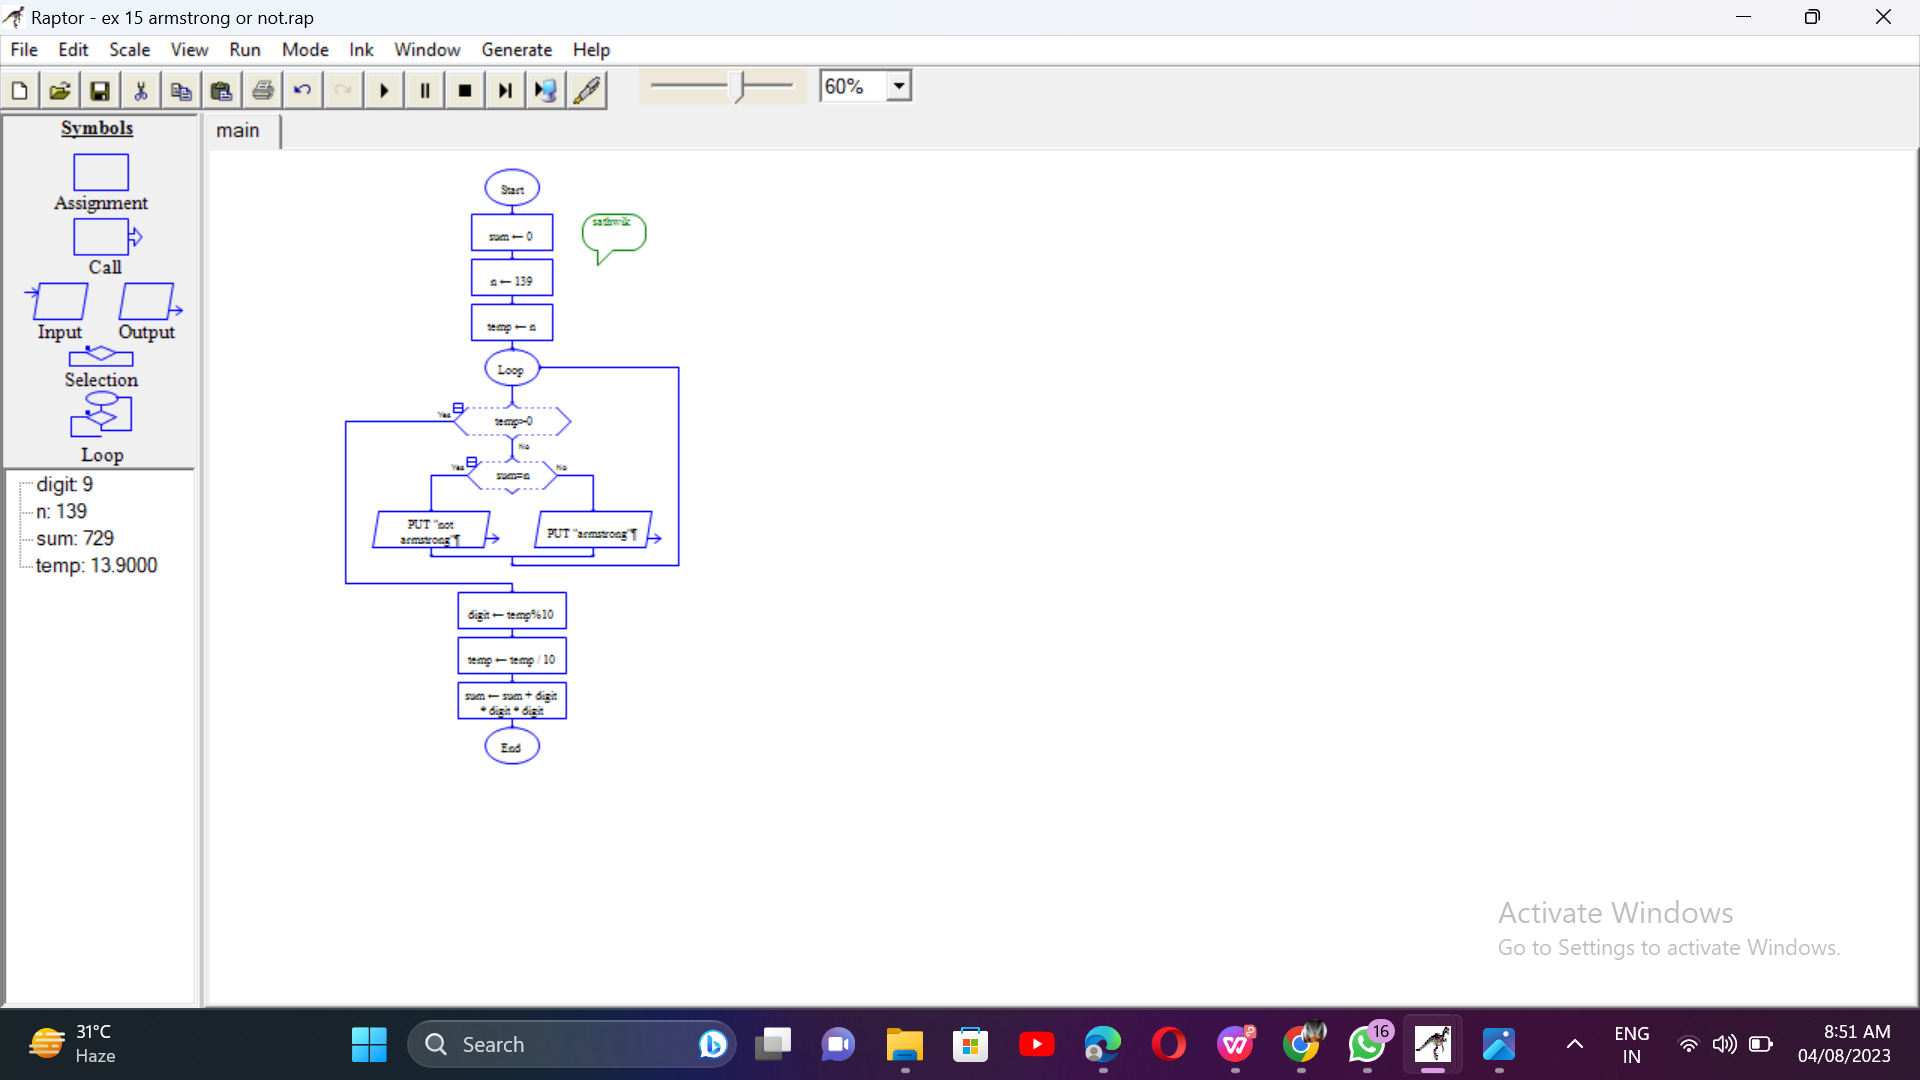 Raptor - ex 15 armstrong or not.rap
File Edit Scale View Run Mode Ink Window Generate Help
60%
Symbols
Assignment
Call
Input Output
Selection
Loop
digit: 9
n: 139
sum: 729
temp: 13.9000
main
Start
sum ← 0
sathwik
n ← 139
temp ← n
Loop
Yes
temp>0
No
Yes
sum=n
No
PUT "not
armstrong"¶
PUT "armstrong"¶
digit ← temp%10
temp ← temp / 10
sum ← sum + digit
* digit * digit
End
Activate Windows
Go to Settings to activate Windows.
31°C
Haze
Search
16
ENG
IN
8:51 AM
04/08/2023